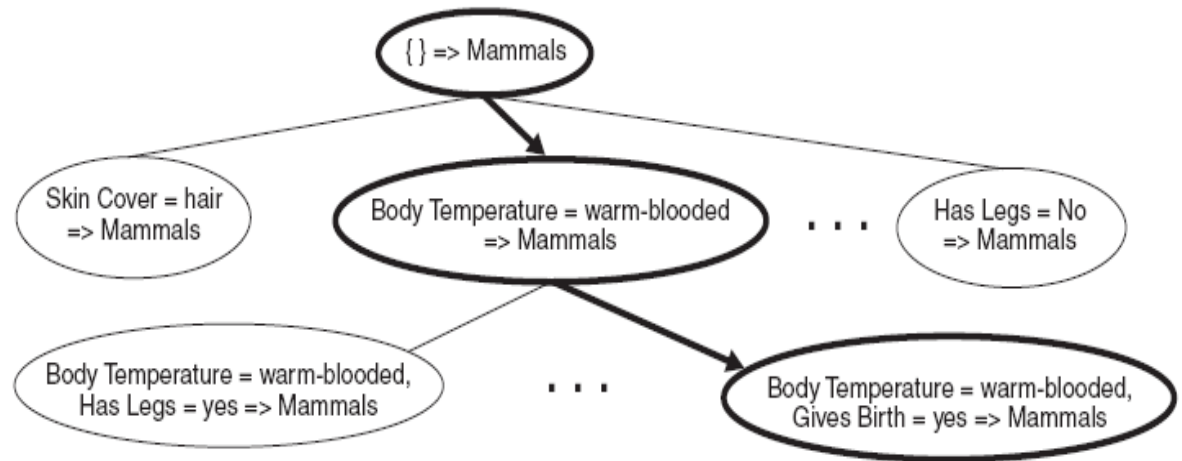 { } => Mammals
Skin Cover = hair
=> Mammals
Body Temperature = warm-blooded
=> Mammals
. . .
Has Legs = No
=> Mammals
Body Temperature = warm-blooded,
Has Legs = yes => Mammals
. . .
Body Temperature = warm-blooded,
Gives Birth = yes => Mammals